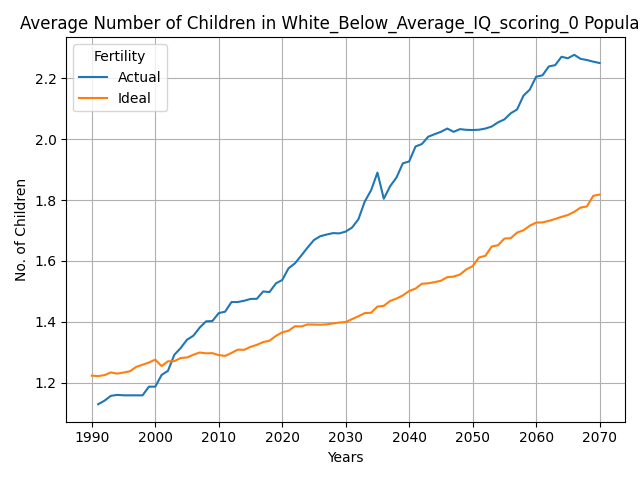 Average Number of Children in White_Below_Average_IQ_scoring_0 Popula
Fertility
Actual
Ideal
No. of Children
2.2
2.0
1.8
1.6
1.4
1.2
1990 2000 2010 2020 2030 2040 2050 2060 2070
Years